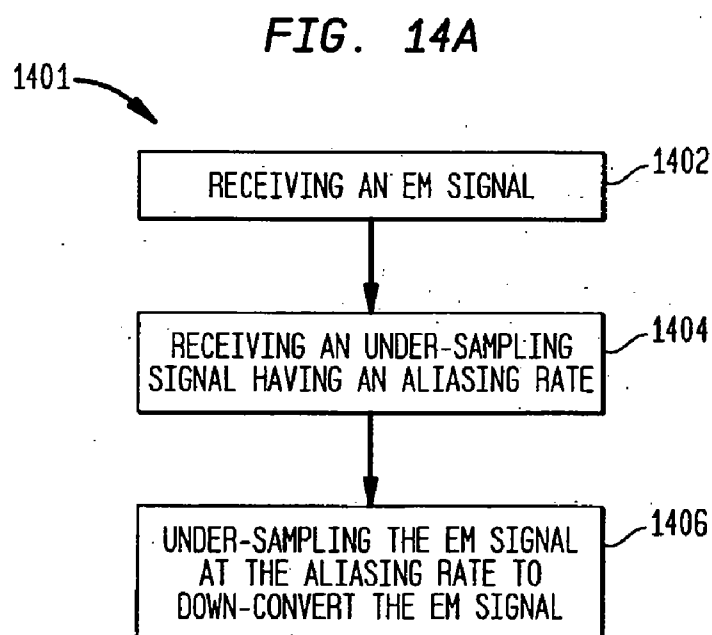 FIG. 14A
1401
RECEIVING AN EM SIGNAL
1402
RECEIVING AN UNDER-SAMPLING
SIGNAL HAVING AN ALIASING RATE
1404
UNDER-SAMPLING THE EM SIGNAL
AT THE ALIASING RATE TO
DOWN-CONVERT THE EM SIGNAL
1406